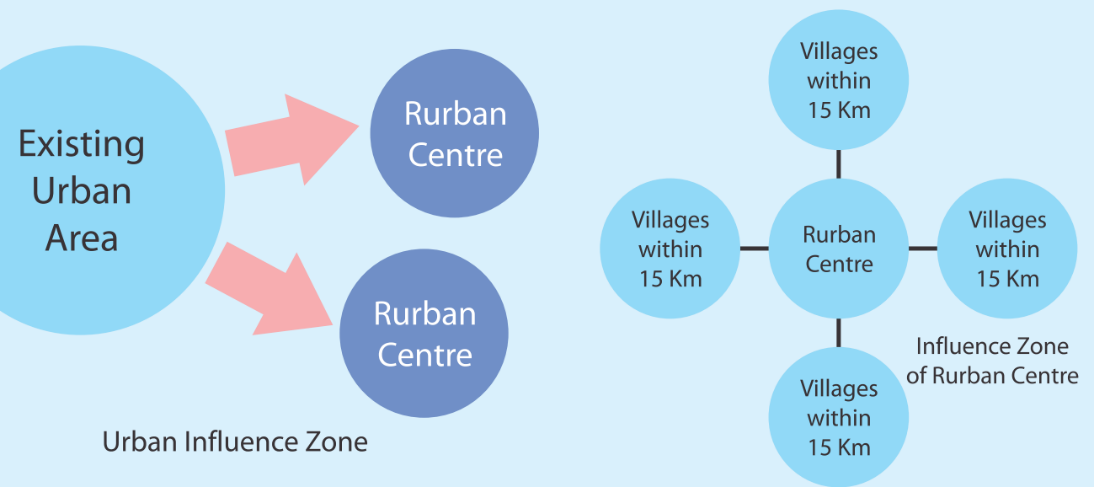 Existing
Urban
Area
Rurban
Centre
Rurban
Centre
Urban Influence Zone
Villages
within
15 Km
Villages
within
15 Km
Rurban
Centre
Villages
within
15 Km
Villages
within
15 Km
Influence Zone
of Rurban Centre